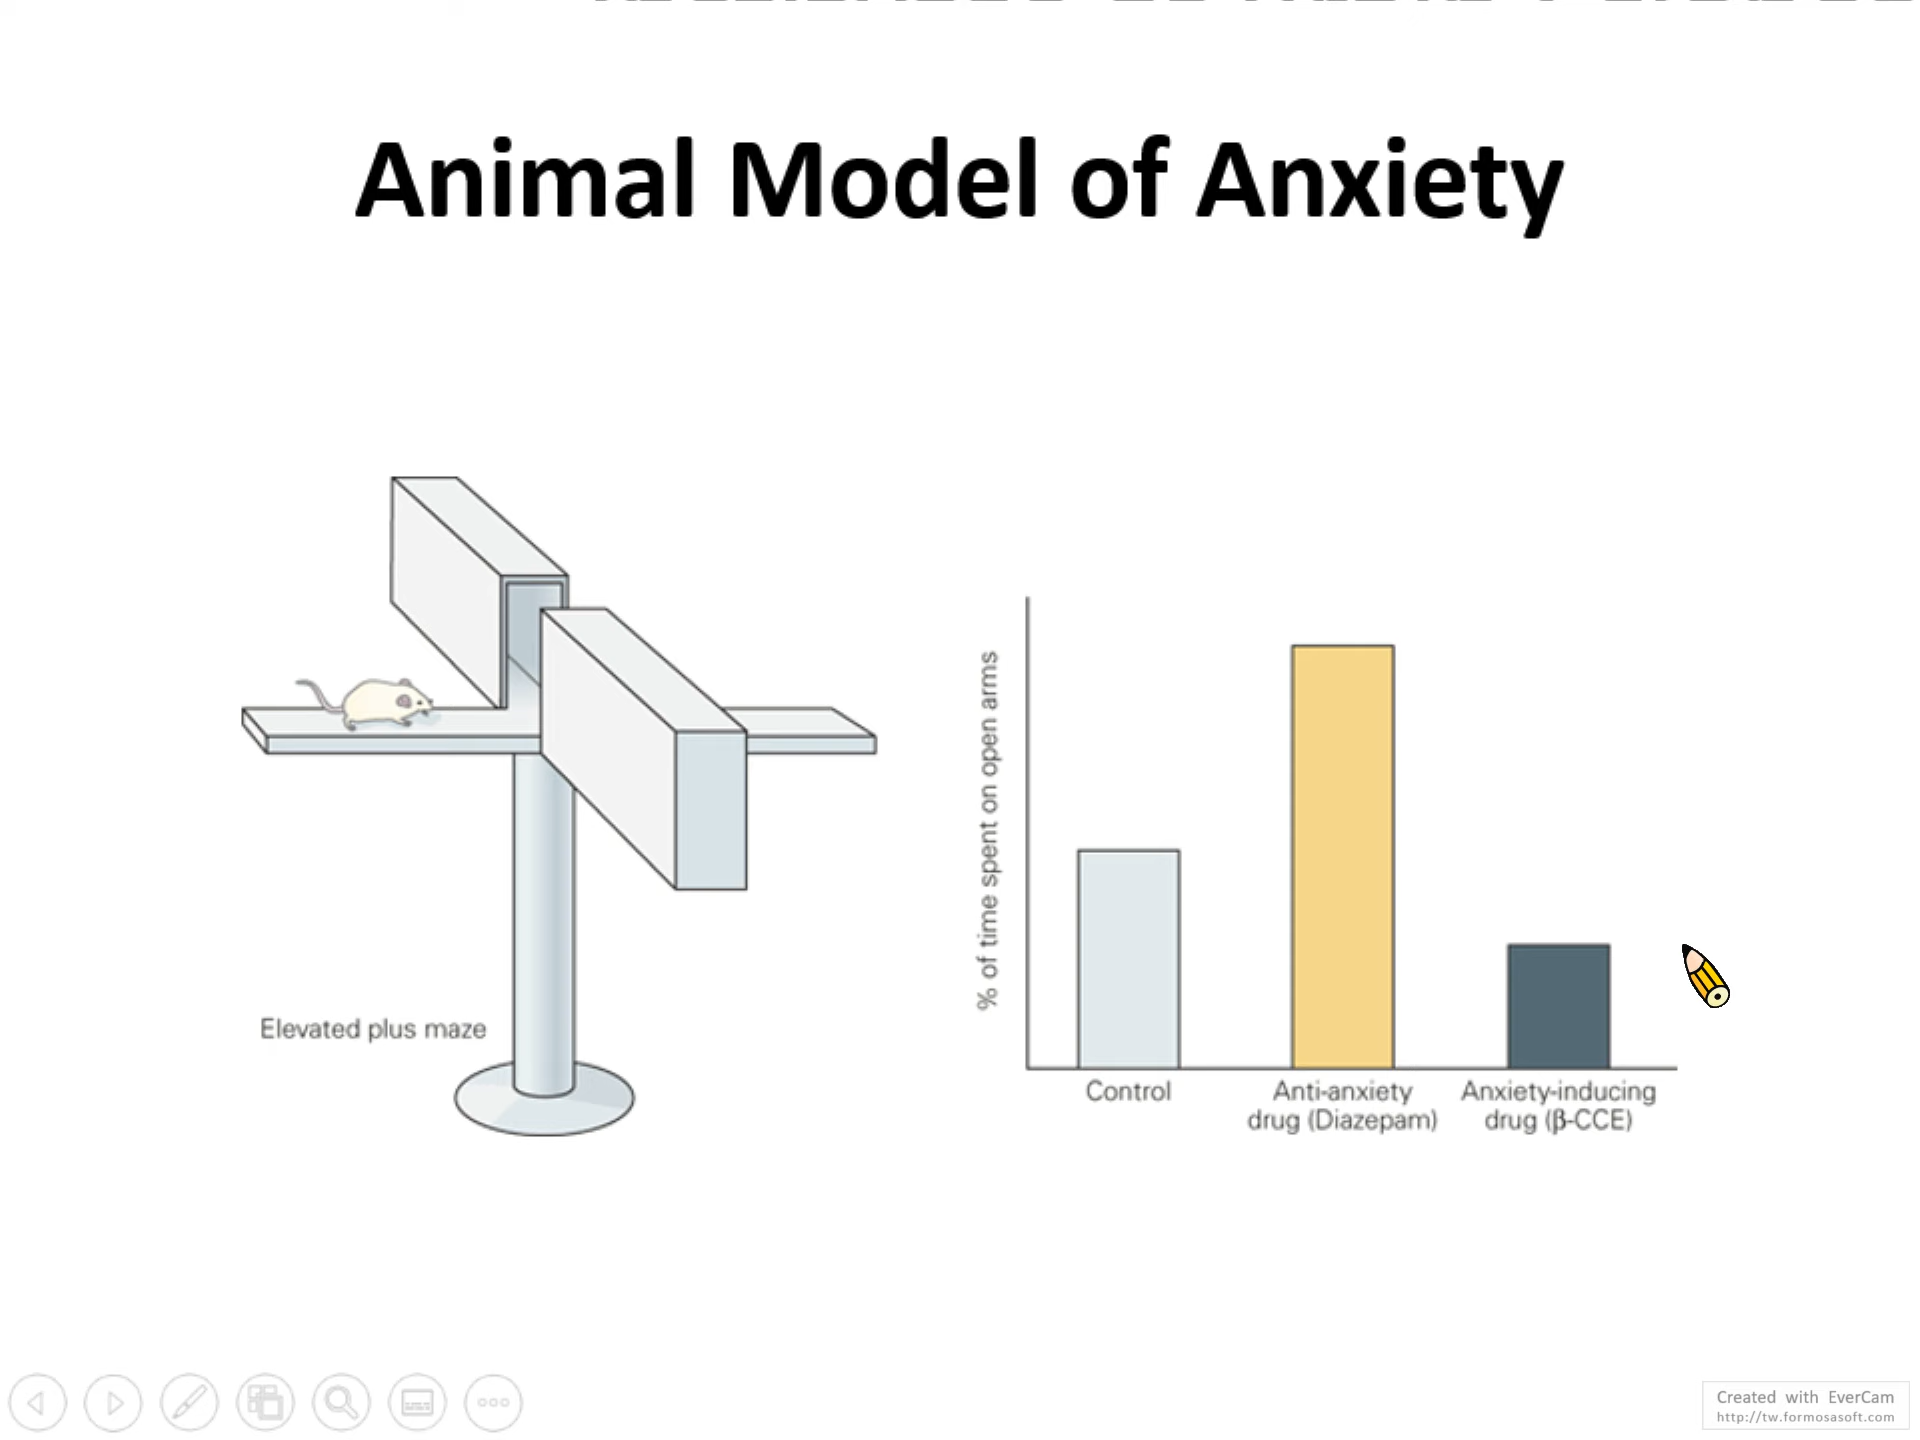 Animal Model of Anxiety
Elevated plus maze
% of time spent on open arms
Control
Anti-anxiety
drug (Diazepam)
Anxiety-inducing
drug (β-CCE)
Created with EverCam
http://tw.formosasoft.com